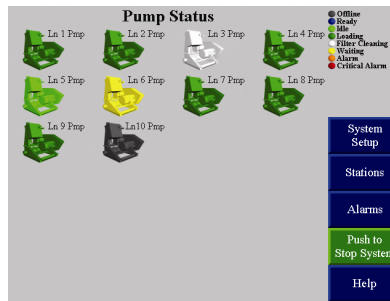 Pump Status
Offline
Ready
Idle
Loading
Filter Cleaning
Waiting
Alarm
Critical Alarm
Ln 1 Pmp
Ln 2 Pmp
Ln 3 Pmp
Ln 4 Pmp
Ln 5 Pmp
Ln 6 Pmp
Ln 7 Pmp
Ln 8 Pmp
Ln 9 Pmp
Ln10 Pmp
System
Setup
Stations
Alarms
Push to
Stop System
Help